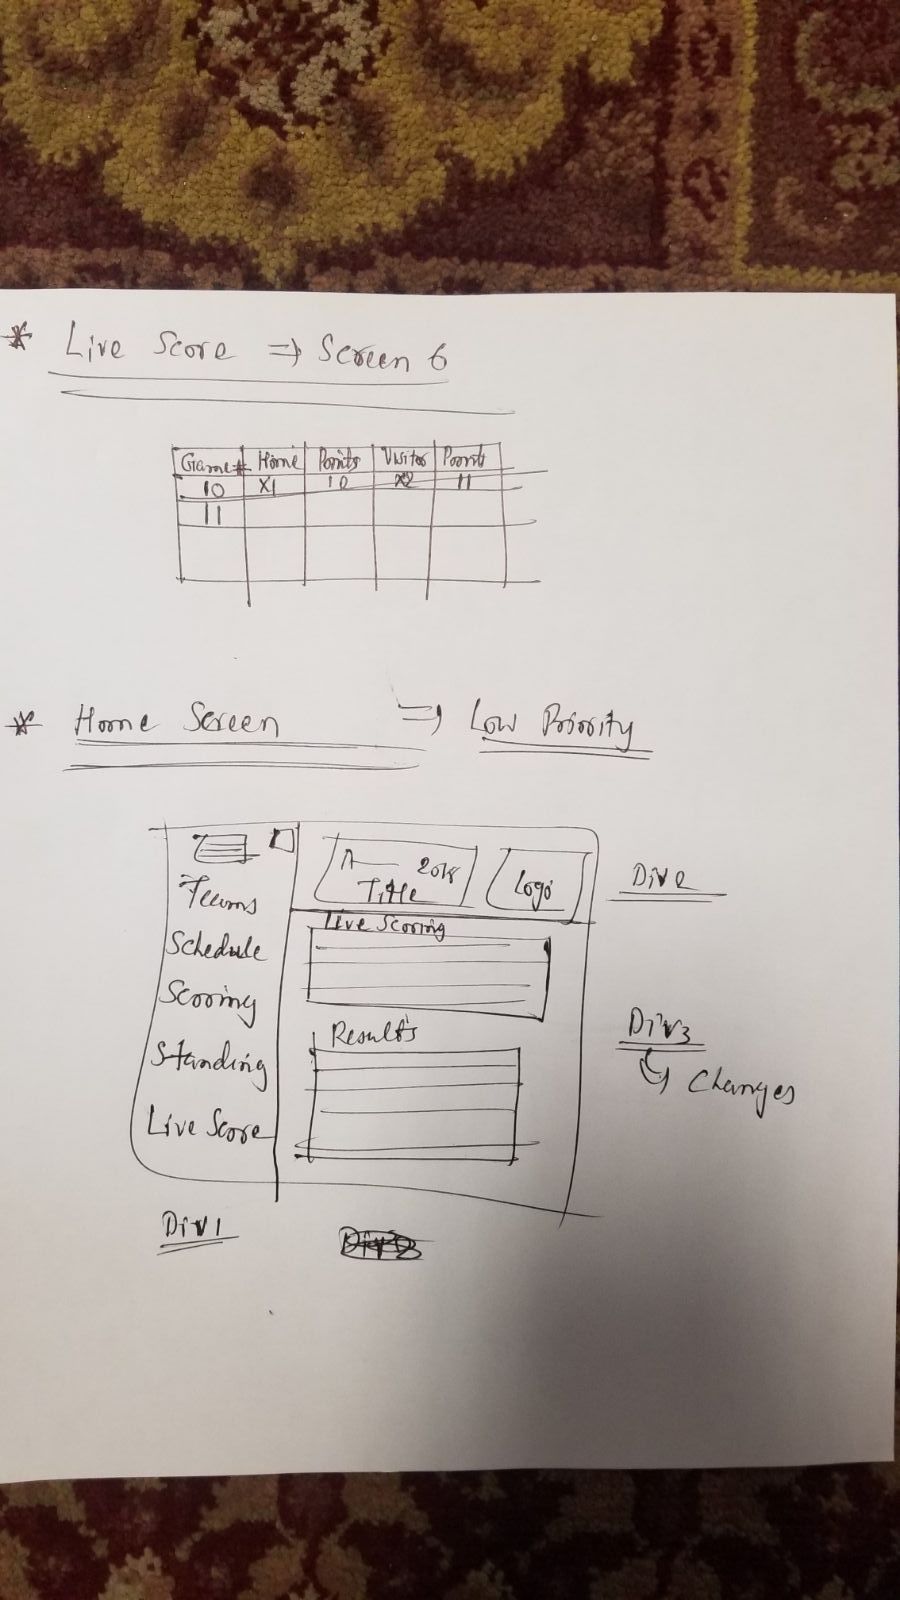 * Live Score => Screen 6
Game# Home Points Visitor Points
10 X1 10 X2 11
11
* Home Screen => Low Priority
Teams
Schedule
Scoring
Standing
Live Score
2018
Title
Logo
Live Scoring
Results
Div2
Div3
Changes
Div1